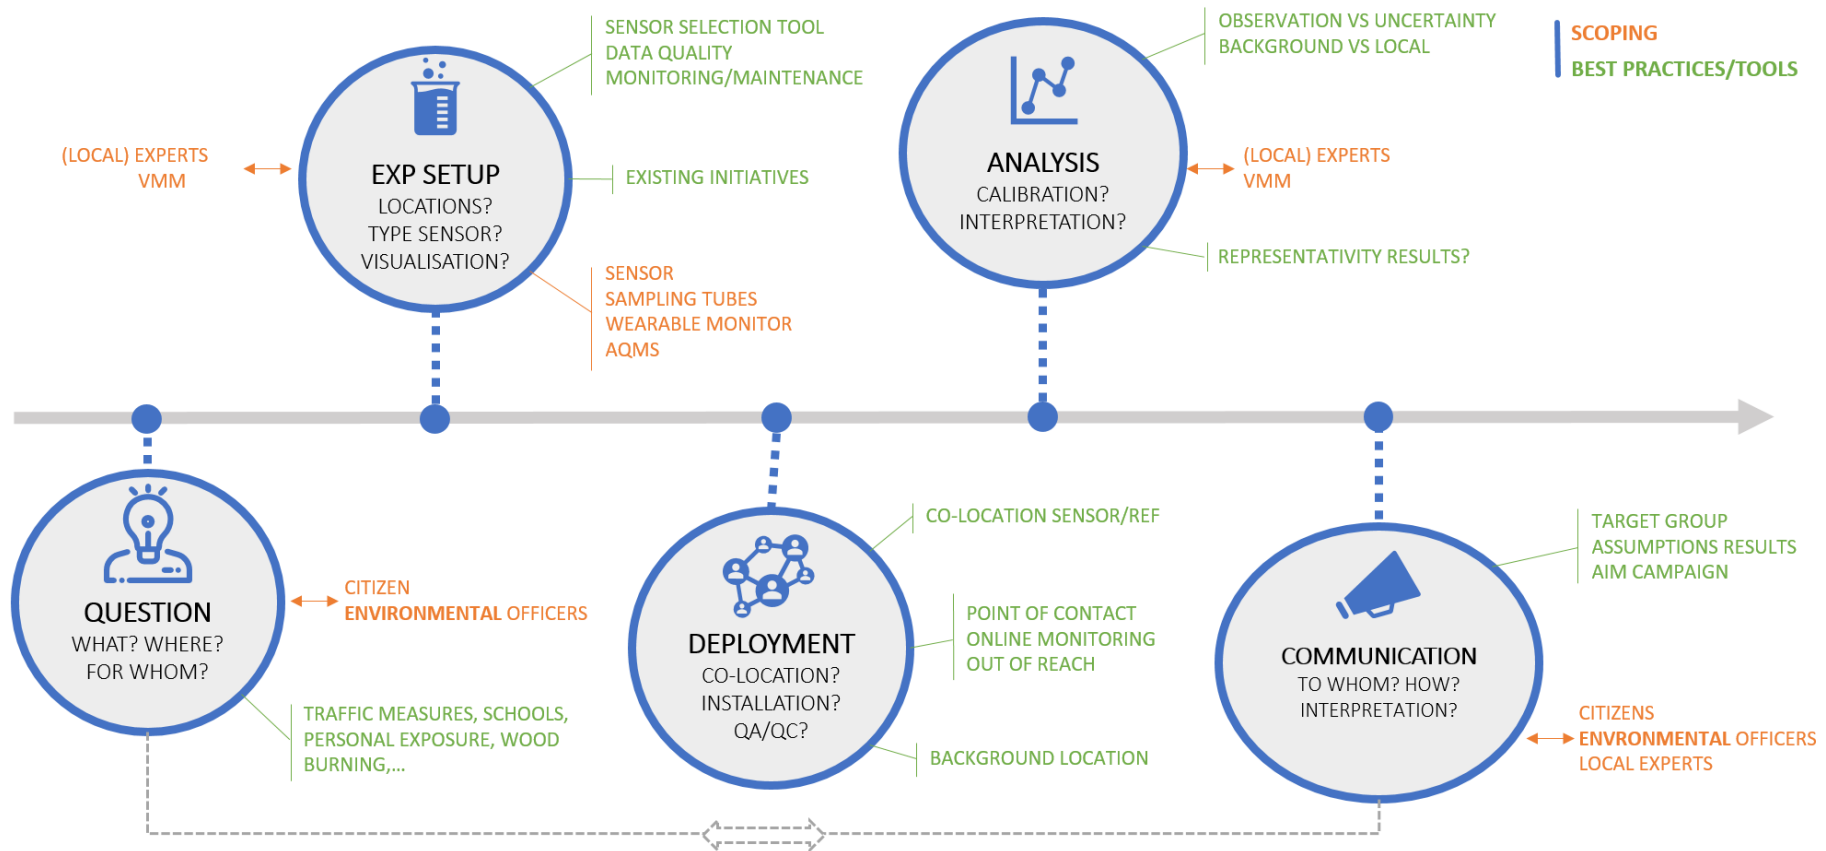 SENSOR SELECTION TOOL
DATA QUALITY
MONITORING/MAINTENANCE
(LOCAL) EXPERTS
VMM
EXP SETUP
LOCATIONS?
TYPE SENSOR?
VISUALISATION?
EXISTING INITIATIVES
SENSOR
SAMPLING TUBES
WEARABLE MONITOR
AQMS
OBSERVATION VS UNCERTAINTY
BACKGROUND VS LOCAL
ANALYSIS
CALIBRATION?
INTERPRETATION?
(LOCAL) EXPERTS
VMM
REPRESENTATIVITY RESULTS?
SCOPING
BEST PRACTICES/TOOLS
QUESTION
WHAT? WHERE?
FOR WHOM?
CITIZEN
ENVIRONMENTAL OFFICERS
TRAFFIC MEASURES, SCHOOLS,
PERSONAL EXPOSURE, WOOD
BURNING,...
DEPLOYMENT
CO-LOCATION?
INSTALLATION?
QA/QC?
CO-LOCATION SENSOR/REF
POINT OF CONTACT
ONLINE MONITORING
OUT OF REACH
BACKGROUND LOCATION
COMMUNICATION
TO WHOM? HOW?
INTERPRETATION?
TARGET GROUP
ASSUMPTIONS RESULTS
AIM CAMPAIGN
CITIZENS
ENVRONMENTAL OFFICERS
LOCAL EXPERTS